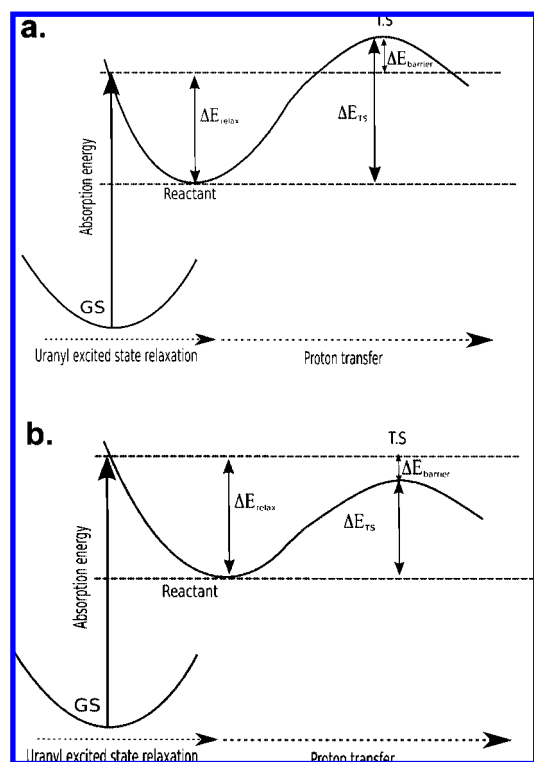 a.
T.S
ΔEbarrier
ΔErelax
ΔETS
Absorption energy
Reactant
GS
Uranyl excited state relaxation
Proton transfer
b.
T.S
ΔEbarrier
ΔErelax
ΔETS
Absorption energy
Reactant
GS
Uranyl excited state relaxation
Proton transfer